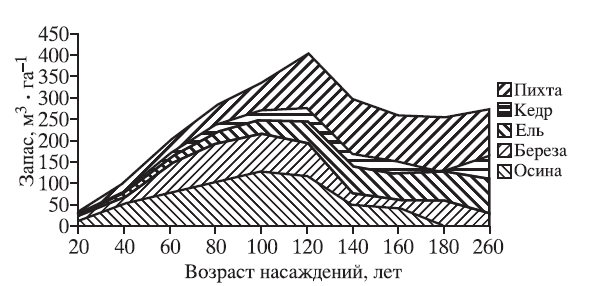 450
400
350
300
250
200
150
100
50
0
Запас, м³ · га⁻¹
20 40 60 80 100 120 140 160 180 260
Возраст насаждений, лет
Пихта
Кедр
Ель
Береза
Осина